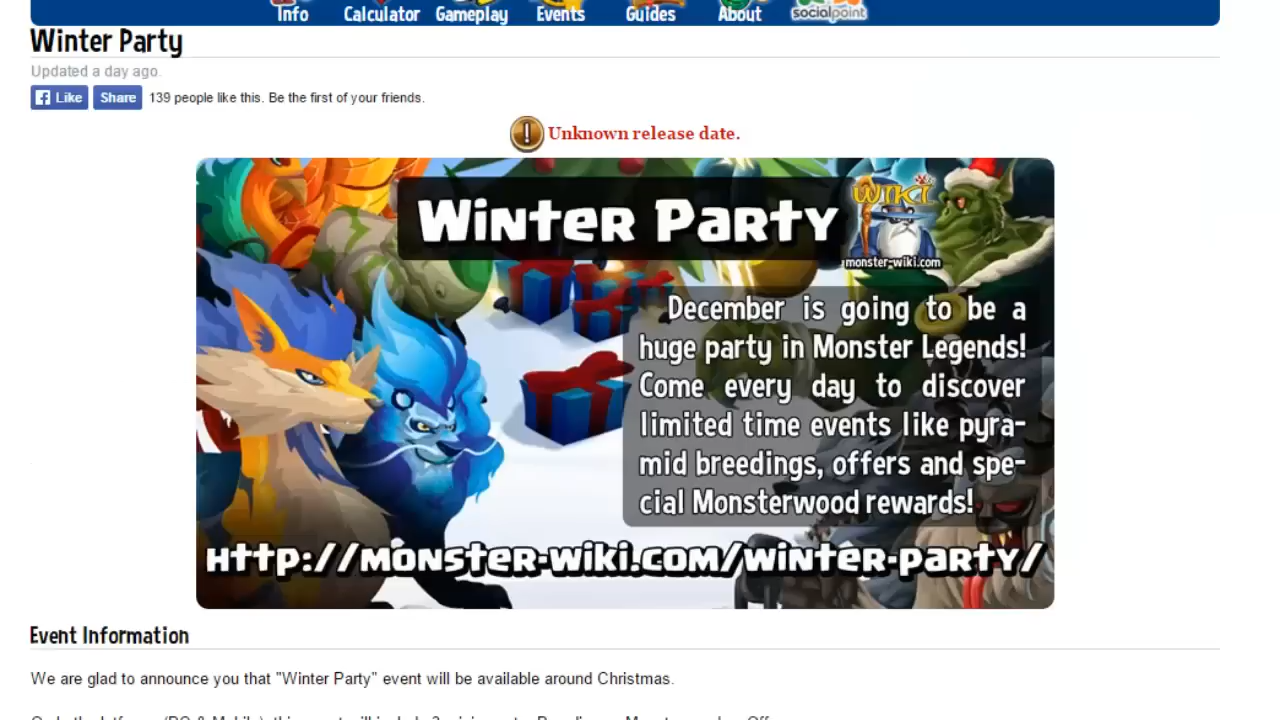 Info Calculator Gameplay Events Guides About socialpoint
Winter Party
Updated a day ago.
Like Share 139 people like this. Be the first of your friends.
Unknown release date.
Winter Party
WIKI
monster-wiki.com
December is going to be a
huge party in Monster Legends!
Come every day to discover
limited time events like pyra-
mid breedings, offers and spe-
cial Monsterwood rewards!
http://monster-wiki.com/winter-party/
Event Information
We are glad to announce you that "Winter Party" event will be available around Christmas.